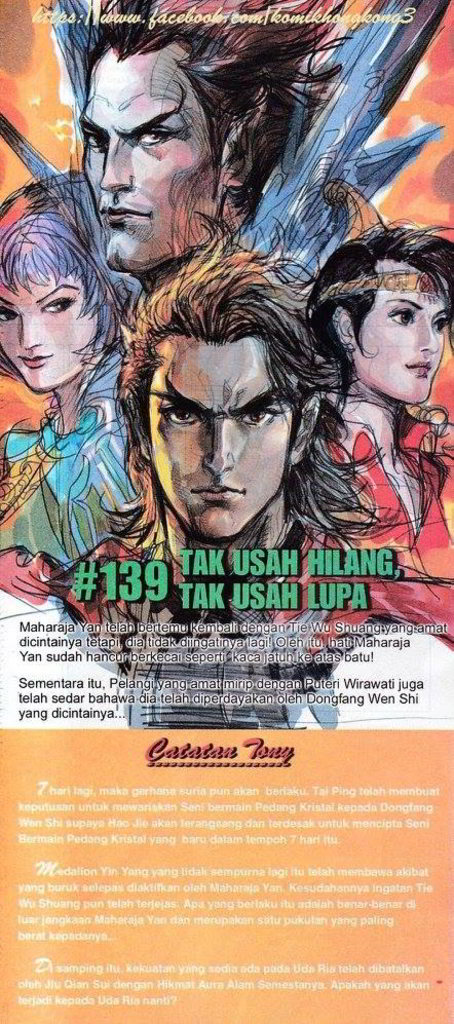 https://www.facebook.com/komikhongkong3
#139 TAK USAH HILANG,
TAK USAH LUPA
Maharaja Yan telah bertemu kembali dengan Tie Wu Shuang yang amat
dicintainya tetapi, dia tidak diingatinya lagi! Oleh itu, hati Maharaja
Yan sudah hancur berkecai seperti kaca jatuh ke atas batu!
Sementara itu, Pelangi yang amat mirip dengan Puteri Wirawati juga
telah sedar bahawa dia telah diperdayakan oleh Dongfang Wen Shi
yang dicintainya...
Catatan Tony
7 hari lagi, maka gerhana suria pun akan berlaku. Tai Ping telah membuat
keputusan untuk mewariskan Seni bermain Pedang Kristal kepada Dongfang
Wen Shi supaya Hao Jie akan terangsang dan terdesak untuk mencipta Seni
Bermain Pedang Kristal yang baru dalam tempoh 7 hari itu.
Medalion Yin Yang yang tidak sempurna lagi itu telah membawa akibat
yang buruk selepas diaktifkan oleh Maharaja Yan. Kesudahannya ingatan Tie
Wu Shuang pun telah terjejas. Apa yang berlaku itu adalah benar-benar di
luar jangkaan Maharaja Yan dan merupakan satu pukulan yang paling
berat kepadanya...
Di samping itu, kekuatan yang sedia ada pada Uda Ria telah dibatalkan
oleh Jiu Qian Sui dengan Hikmat Aura Alam Semestanya. Apakah yang akan
terjadi kepada Uda Ria nanti?